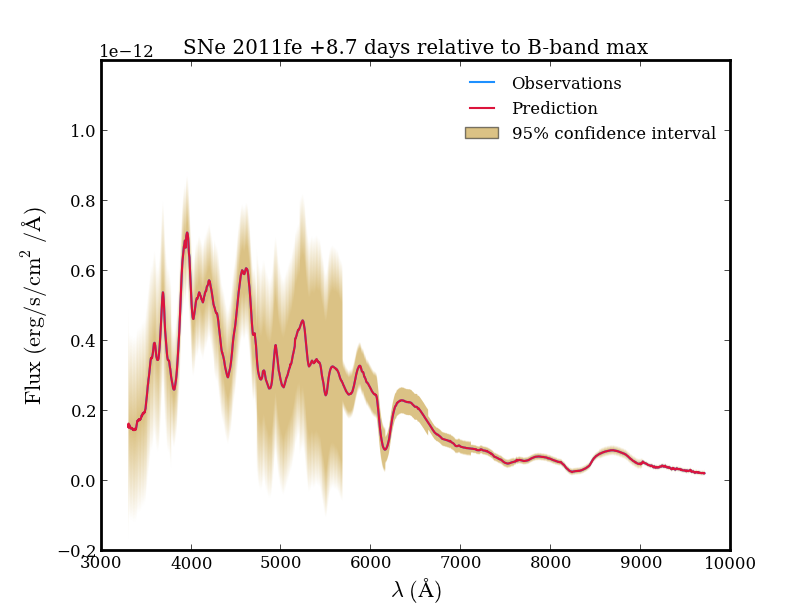 SNe 2011fe +8.7 days relative to B-band max
1e−12
Observations
Prediction
95% confidence interval
1.0
0.8
0.6
0.4
0.2
0.0
−0.2
Flux (erg/s/cm² /Å)
3000 4000 5000 6000 7000 8000 9000 10000
λ (Å)